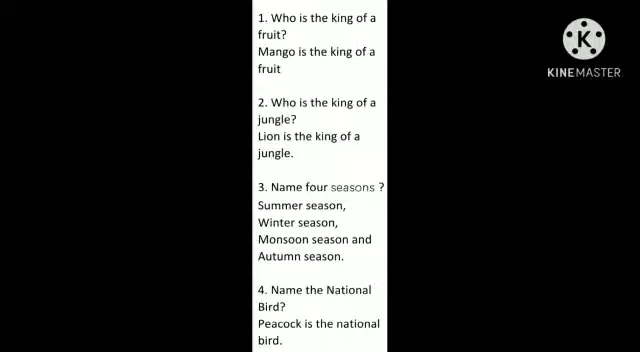 1. Who is the king of a
fruit?
Mango is the king of a
fruit
2. Who is the king of a
jungle?
Lion is the king of a
jungle.
3. Name four seasons ?
Summer season,
Winter season,
Monsoon season and
Autumn season.
4. Name the National
Bird?
Peacock is the national
bird.
K
KINEMASTER